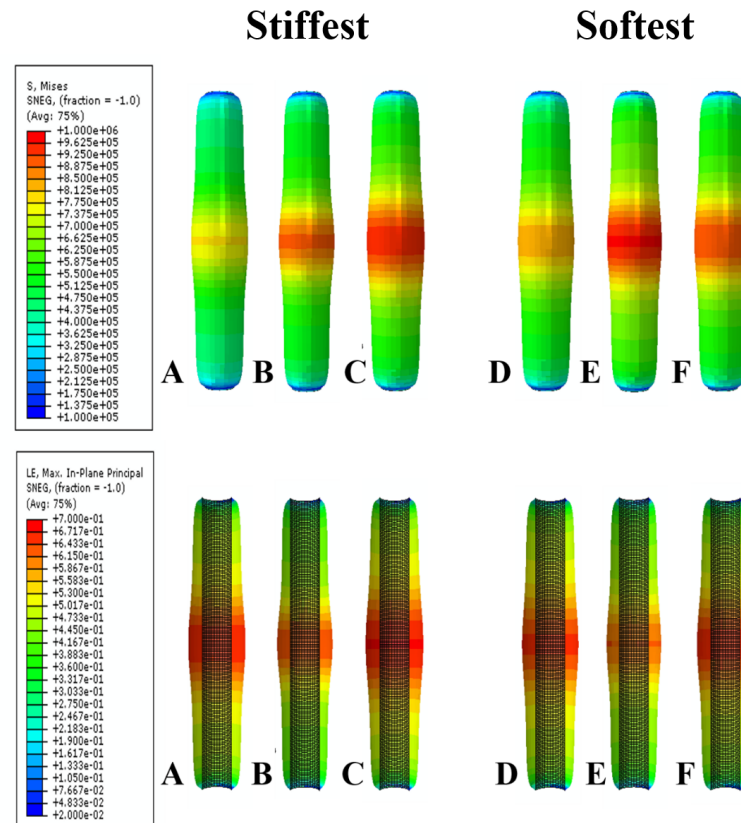 Stiffest
Softest
S, Mises
SNEG, (fraction = -1.0)
(Avg: 75%)
+1.000e+06
+9.625e+05
+9.250e+05
+8.875e+05
+8.500e+05
+8.125e+05
+7.750e+05
+7.375e+05
+7.000e+05
+6.625e+05
+6.250e+05
+5.875e+05
+5.500e+05
+5.125e+05
+4.750e+05
+4.375e+05
+4.000e+05
+3.625e+05
+3.250e+05
+2.875e+05
+2.500e+05
+2.125e+05
+1.750e+05
+1.375e+05
+1.000e+05
A B C D E F
LE, Max. In-Plane Principal
SNEG, (fraction = -1.0)
(Avg: 75%)
+7.000e-01
+6.717e-01
+6.433e-01
+6.150e-01
+5.867e-01
+5.583e-01
+5.300e-01
+5.017e-01
+4.733e-01
+4.450e-01
+4.167e-01
+3.883e-01
+3.600e-01
+3.317e-01
+3.033e-01
+2.750e-01
+2.467e-01
+2.183e-01
+1.900e-01
+1.617e-01
+1.333e-01
+1.050e-01
+7.667e-02
+4.833e-02
+2.000e-02
A B C D E F